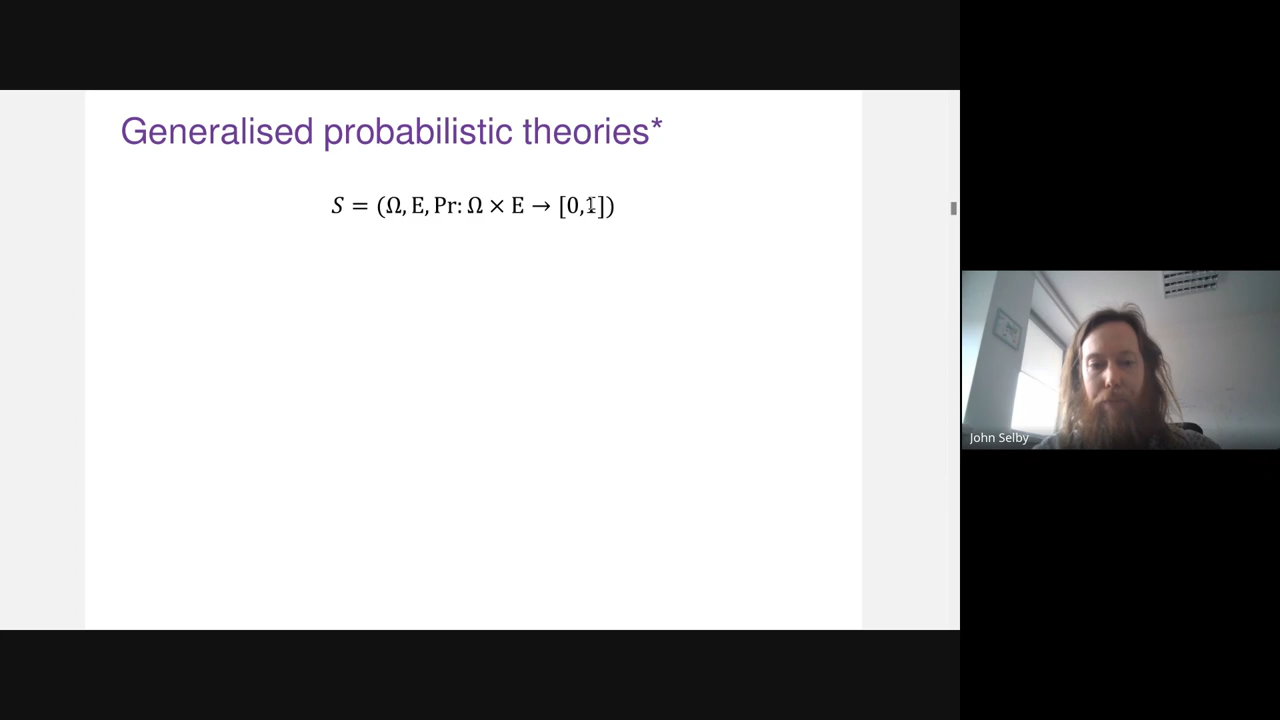 Generalised probabilistic theories*
S = (Ω, E, Pr: Ω × E → [0,1])
John Selby